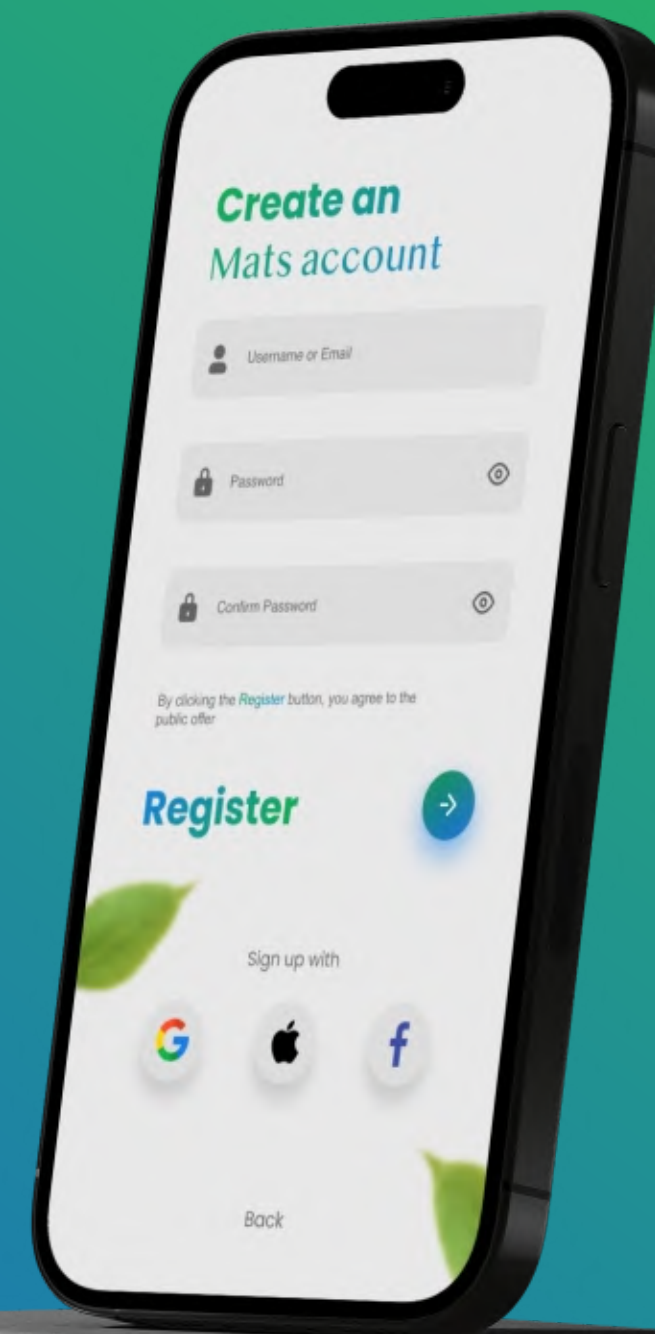 Create an
Mats account
Username or Email
Password
Confirm Password
By clicking the Register button, you agree to the
public offer
Register
Sign up with
Back